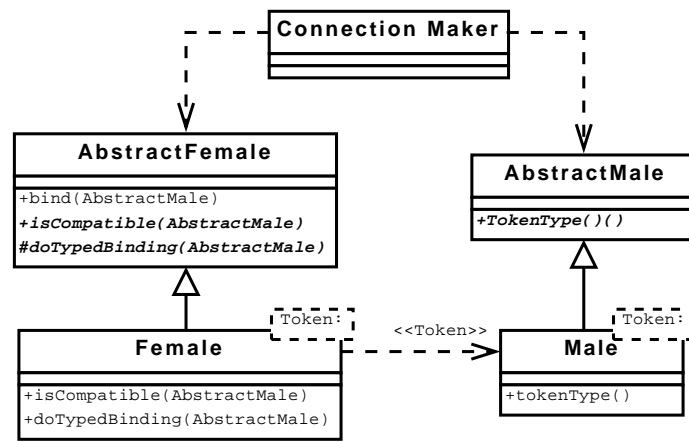 Connection Maker
AbstractFemale
+bind(AbstractMale)
+isCompatible(AbstractMale)
#doTypedBinding(AbstractMale)
AbstractMale
+TokenType()()
Token:
Female
+isCompatible(AbstractMale)
+doTypedBinding(AbstractMale)
<<Token>>
Token:
Male
+tokenType()